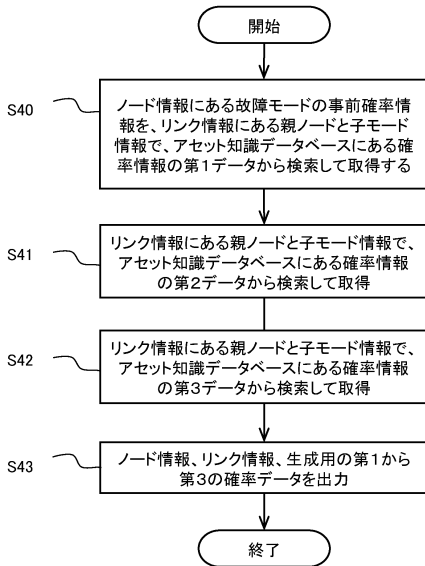 開始
S40
ノード情報にある故障モードの事前確率情
報を、リンク情報にある親ノードと子モード
情報で、アセット知識データベースにある確
率情報の第1データから検索して取得する
S41
リンク情報にある親ノードと子モード情報で、
アセット知識データベースにある確率情報
の第2データから検索して取得
S42
リンク情報にある親ノードと子モード情報で、
アセット知識データベースにある確率情報
の第3データから検索して取得
S43
ノード情報、リンク情報、生成用の第1から
第3の確率データを出力
終了